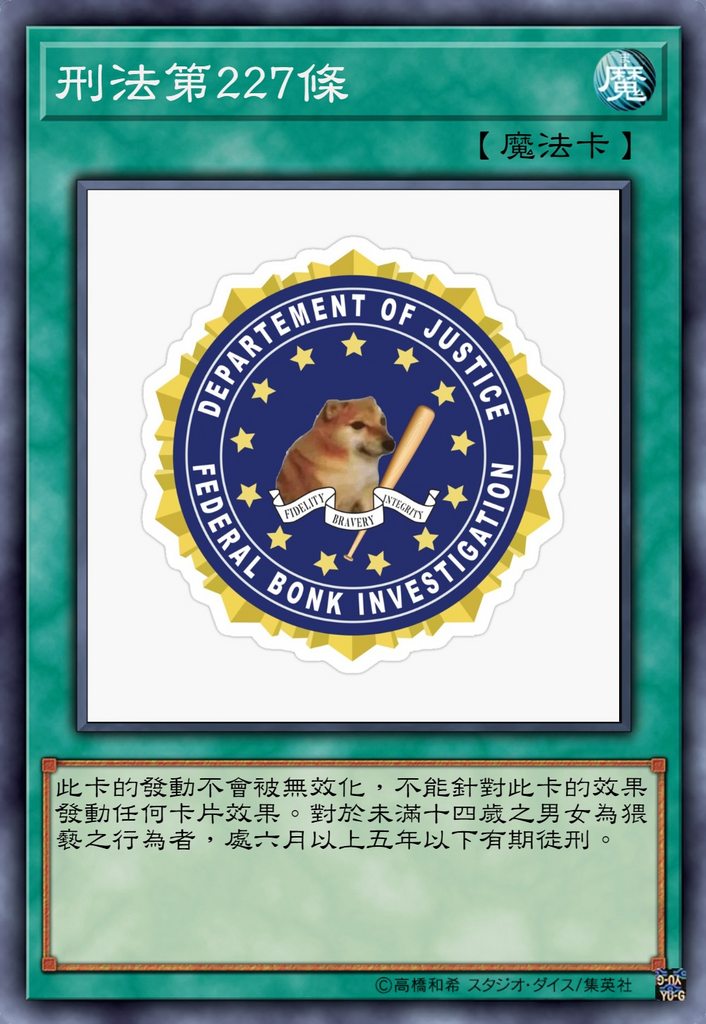 刑法第227條
魔
【魔法卡】
DEPARTEMENT OF JUSTICE
FIDELITY
BRAVERY
INTEGRITY
FEDERAL BONK INVESTIGATION
此卡的發動不會被無效化，不能針對此卡的效果
發動任何卡片效果。對於未滿十四歲之男女為猥
褻之行為者，處六月以上五年以下有期徒刑。
©高橋和希 スタジオ・ダイス/集英社